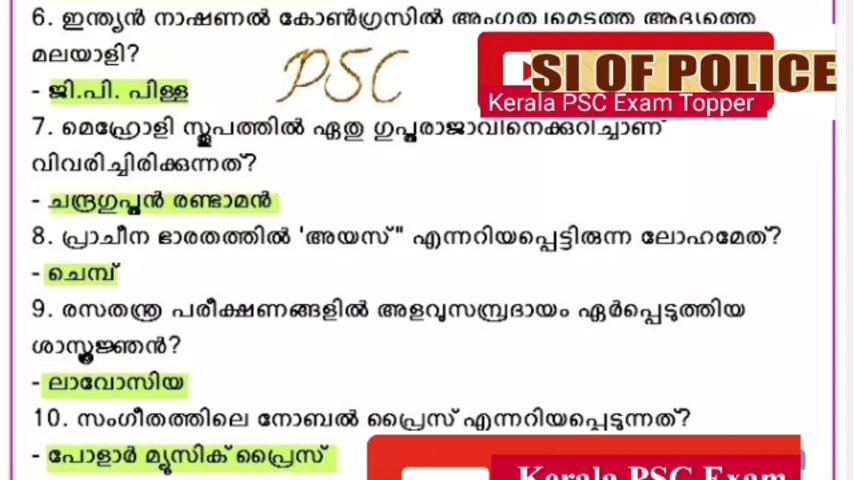 6. ഇന്ത്യൻ നാഷണൽ കോൺഗ്രസിൽ അംഗത്വമെടുത്ത ആദ്യത്തെ
മലയാളി?
- ജി.പി. പിള്ള
PSC
SI OF POLICE
Kerala PSC Exam Topper
7. മെഹ്രോളി സ്തൂപത്തിൽ ഏതു ഗുപ്തരാജാവിനെക്കുറിച്ചാണ്
വിവരിച്ചിരിക്കുന്നത്?
- ചന്ദ്രഗുപ്തൻ രണ്ടാമൻ
8. പ്രാചീന ഭാരതത്തിൽ 'അയസ്" എന്നറിയപ്പെട്ടിരുന്ന ലോഹമേത്?
- ചെമ്പ്
9. രസതന്ത്ര പരീക്ഷണങ്ങളിൽ അളവുസമ്പ്രദായം ഏർപ്പെടുത്തിയ
ശാസ്ത്രജ്ഞൻ?
- ലാവോസിയ
10. സംഗീതത്തിലെ നോബൽ പ്രൈസ് എന്നറിയപ്പെടുന്നത്?
- പോളാർ മ്യൂസിക് പ്രൈസ്
Kerala PSC Exam